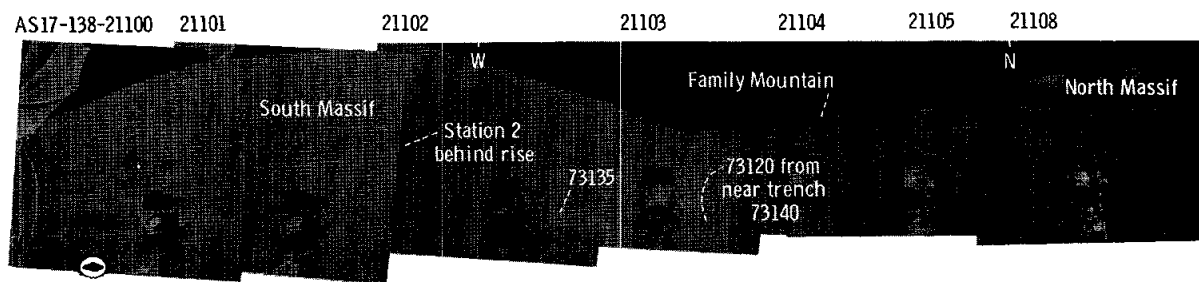 AS17-138-21100 21101 21102 21103 21104 21105 21108
W
N
South Massif
Station 2
behind rise
73135
Family Mountain
73120 from
near trench
73140
North Massif